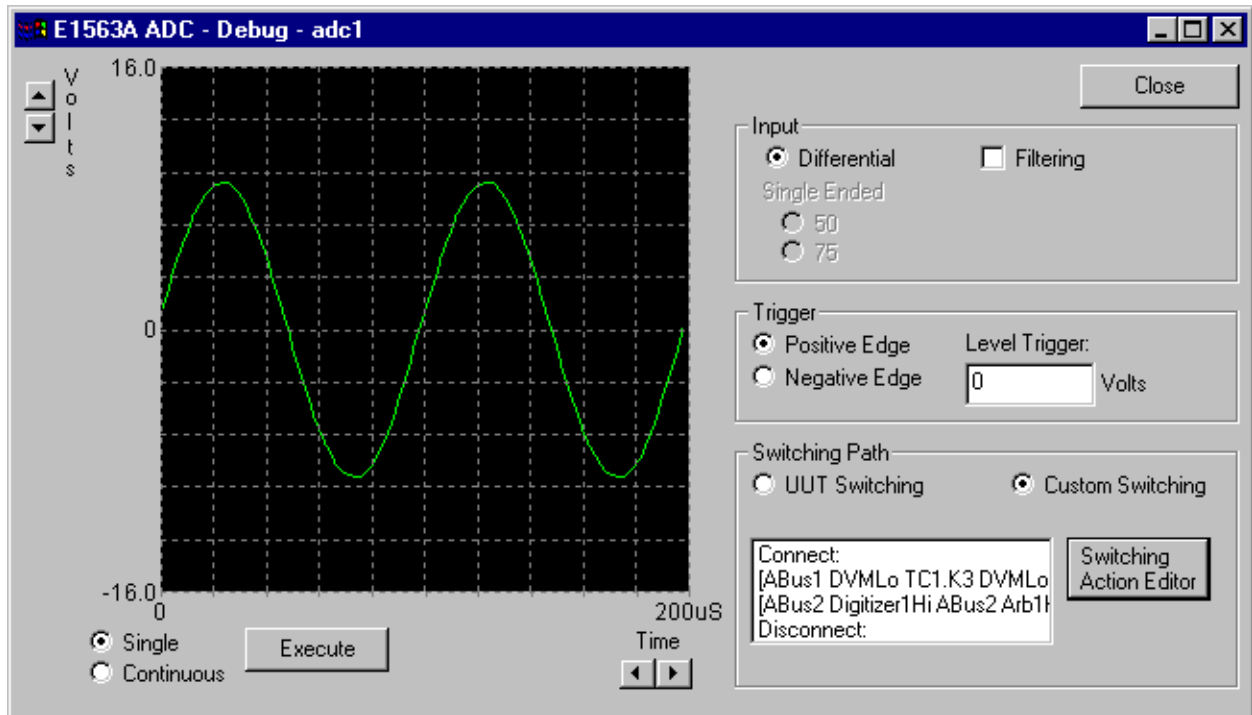 E1563A ADC - Debug - adc1
Volts
16.0
0
-16.0
0
200uS
Single
Continuous
Execute
Time
Close
Input
Differential
Filtering
Single Ended
50
75
Trigger
Positive Edge
Level Trigger:
Negative Edge
0
Volts
Switching Path
UUT Switching
Custom Switching
Connect:
[ABus1 DVMLo TC1.K3 DVMLo
[ABus2 Digitizer1Hi ABus2
Disconnect:
Switching
Action Editor